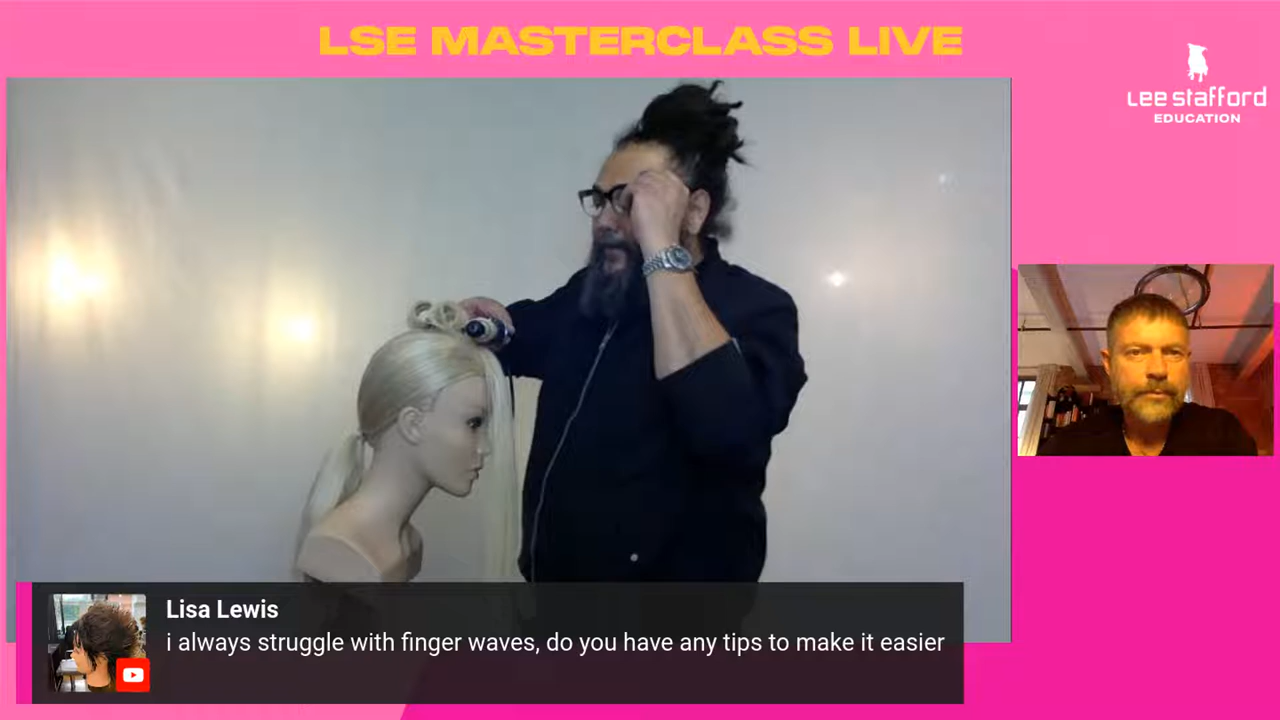 LSE MASTERCLASS LIVE
Lee Stafford
EDUCATION
Lisa Lewis
i always struggle with finger waves, do you have any tips to make it easier